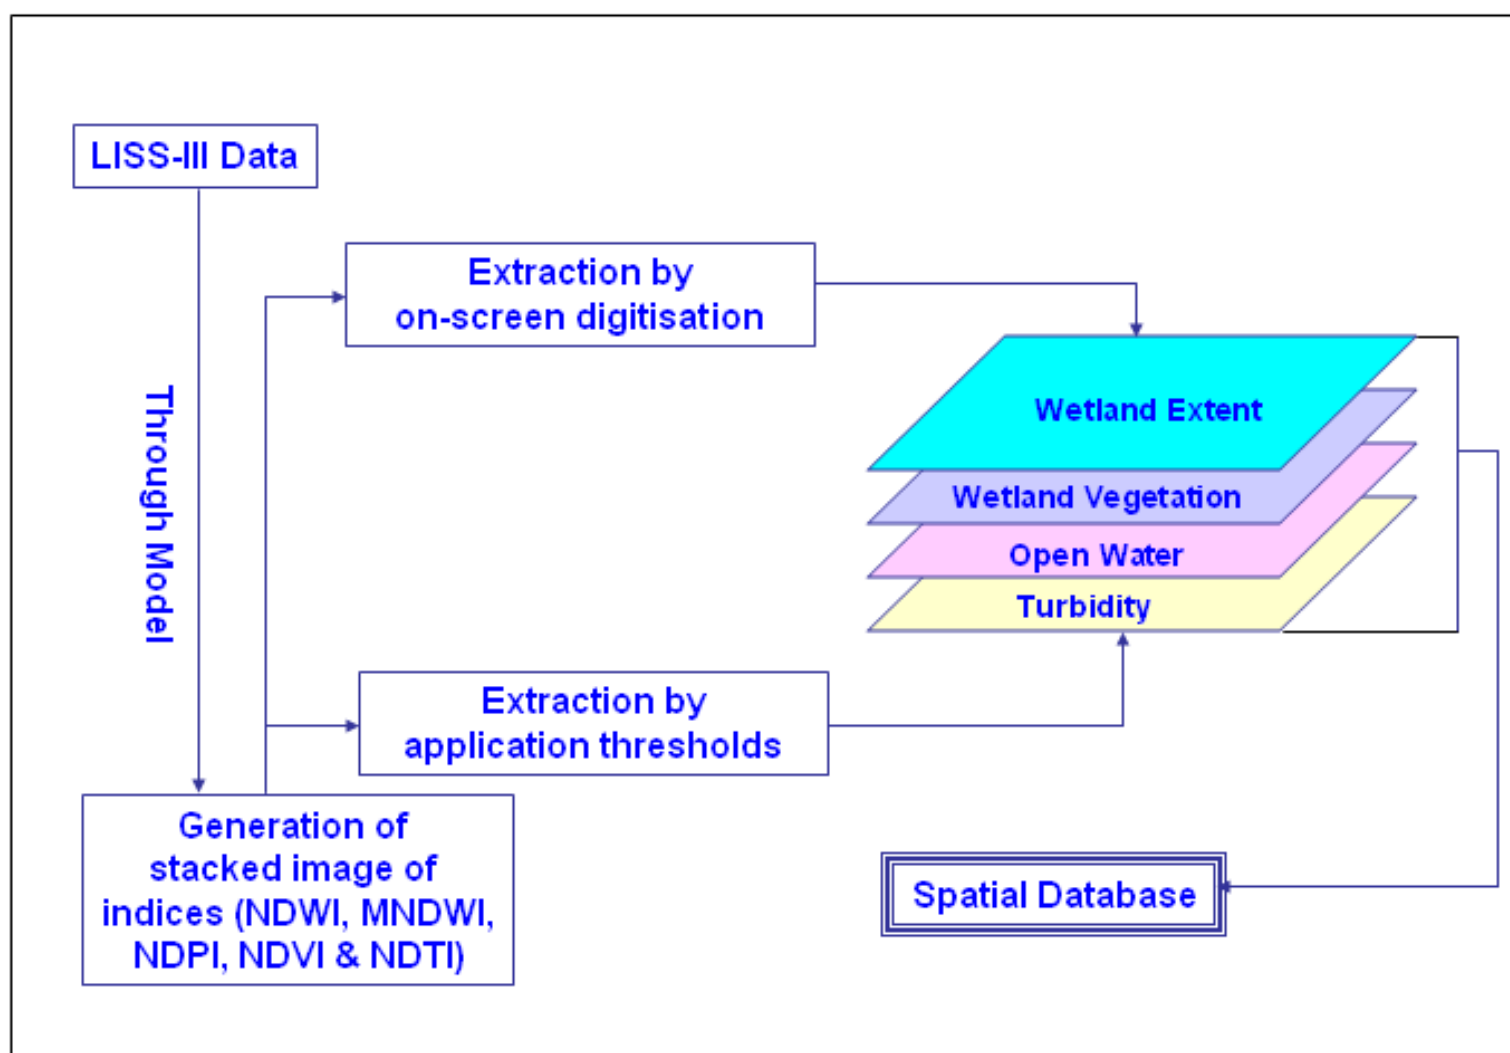 LISS-III Data
Extraction by
on-screen digitisation
Through Model
Wetland Extent
Wetland Vegetation
Open Water
Turbidity
Extraction by
application thresholds
Generation of
stacked image of
indices (NDWI, MNDWI,
NDPI, NDVI & NDTI)
Spatial Database